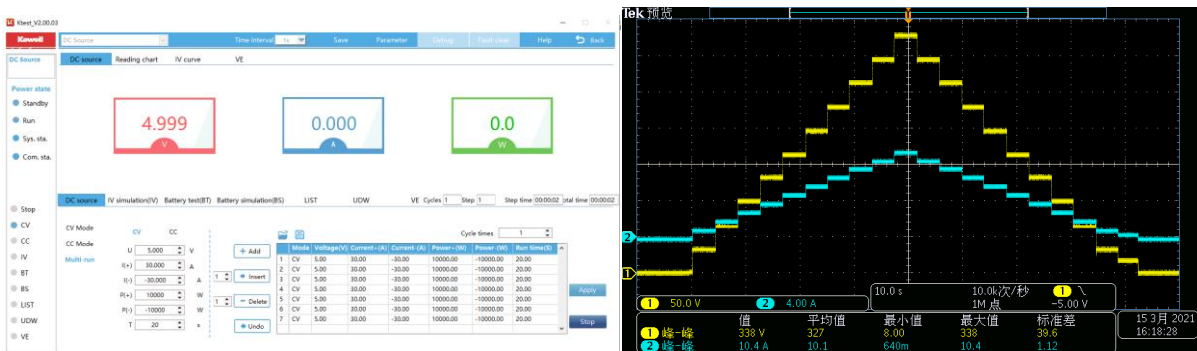 Ktest_V2.00.03
Kewell
DC Source
Time Interval 1s Save Parameter Debug Fault clear Help Back
DC Source
DC source Reading chart IV curve VE
Power state
Standby
Run
Sys. sta.
Com. sta.
4.999
V
0.000
A
0.0
W
DC source IV simulation(IV) Battery test(BT) Battery simulation(BS) LIST UDW VE Cycles 1 Step 1 Step time 00:00:02 otal time 00:00:02
Stop
CV
CC
IV
BT
BS
LIST
UDW
VE
CV Mode
CC Mode
Multi-run
CV CC
U 5.000 V
I(+) 30.000 A
I(-) -30.000 A
P(+) 10000 W
P(-) -10000 W
T 20 s
+ Add
1 Insert
1 − Delete
Undo
Cycle times 1
Mode Voltage(V) Current+(A) Current-(A) Power+(W) Power-(W) Run time(S)
1 CV 5.00 30.00 -30.00 10000.00 -10000.00 20.00
2 CV 5.00 30.00 -30.00 10000.00 -10000.00 20.00
3 CV 5.00 30.00 -30.00 10000.00 -10000.00 20.00
4 CV 5.00 30.00 -30.00 10000.00 -10000.00 20.00
5 CV 5.00 30.00 -30.00 10000.00 -10000.00 20.00
6 CV 5.00 30.00 -30.00 10000.00 -10000.00 20.00
7 CV 5.00 30.00 -30.00 10000.00 -10000.00 20.00
Apply
Stop
Tek 预览
2
1
1 50.0 V 2 4.00 A
10.0 s 10.0k次/秒 1
1M 点 -5.00 V
值 平均值 最小值 最大值 标准差
1 峰-峰 338 V 327 8.00 338 39.6
2 峰-峰 10.4 A 10.1 640m 10.4 1.12
15 3月 2021
16:18:28